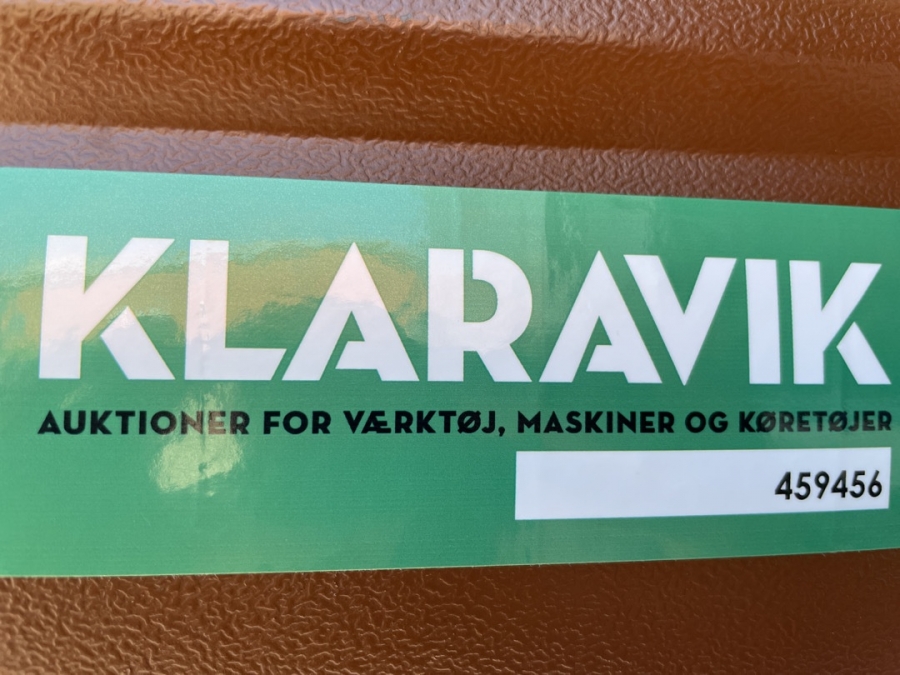 KLARAVIK
AUKTIONER FOR VÆRKTØJ, MASKINER OG KØRETØJER
459456